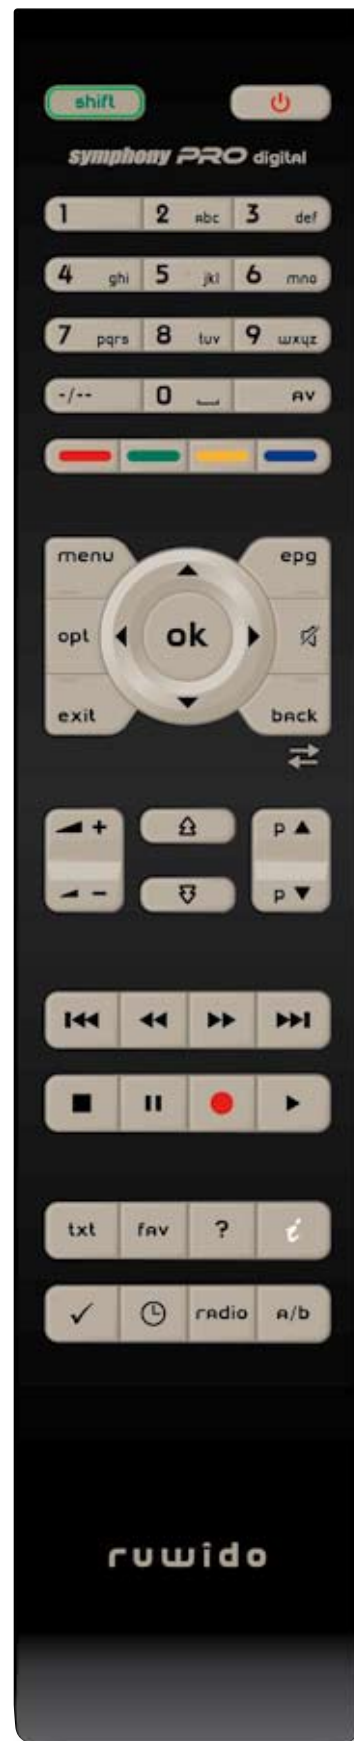 shift
symphony PRO digital
1 2 abc 3 def
4 ghi 5 jkl 6 mno
7 pqrs 8 tuv 9 wxyz
-/-- 0 AV
menu epg
opt ok
exit back
+ p
- p
txt fav ? i
radio A/b
ruwido